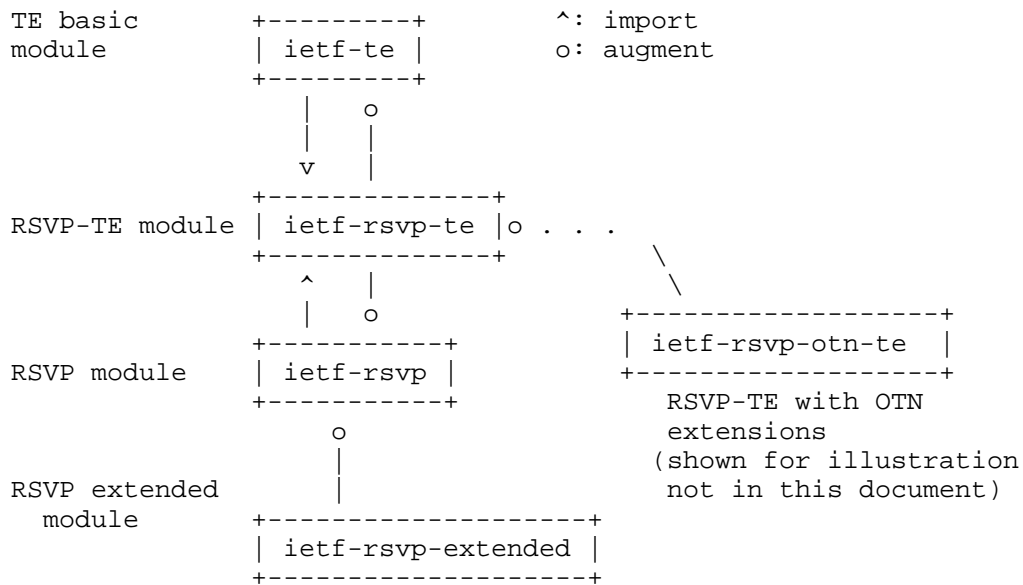 TE basic +---------+ ^: import
module | ietf-te | o: augment
+---------+
| o
| |
v |
+--------------+
RSVP-TE module | ietf-rsvp-te |o . . .
+--------------+ \
^ | \
| o +-------------------+
+-----------+ | ietf-rsvp-otn-te |
RSVP module | ietf-rsvp | +-------------------+
+-----------+ RSVP-TE with OTN
o extensions
| (shown for illustration
RSVP extended | not in this document)
module +--------------------+
| ietf-rsvp-extended |
+--------------------+